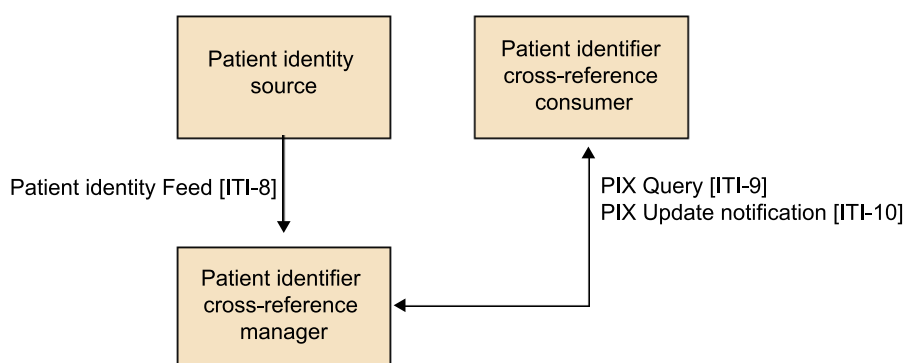 Patient identity
source
Patient identifier
cross-reference
consumer
Patient identity Feed [ITI-8]
PIX Query [ITI-9]
PIX Update notification [ITI-10]
Patient identifier
cross-reference
manager